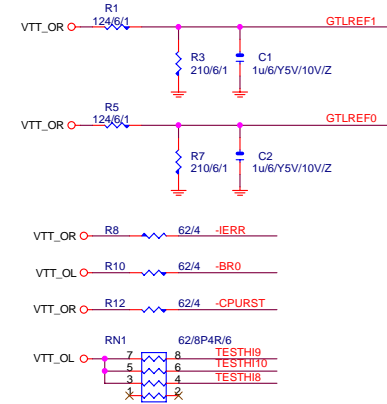 R1
VTT_OR 124/6/1 GTLREF1
R3 C1
210/6/1 1u/6/Y5V/10V/Z
R5
VTT_OR 124/6/1 GTLREF0
R7 C2
210/6/1 1u/6/Y5V/10V/Z
VTT_OR R8 62/4 -IERR
VTT_OL R10 62/4 -BR0
VTT_OR R12 62/4 -CPURST
RN1 62/8P4R/6
VTT_OL 7 8 TESTHI9
5 6 TESTHI10
3 4 TESTHI8
1 2